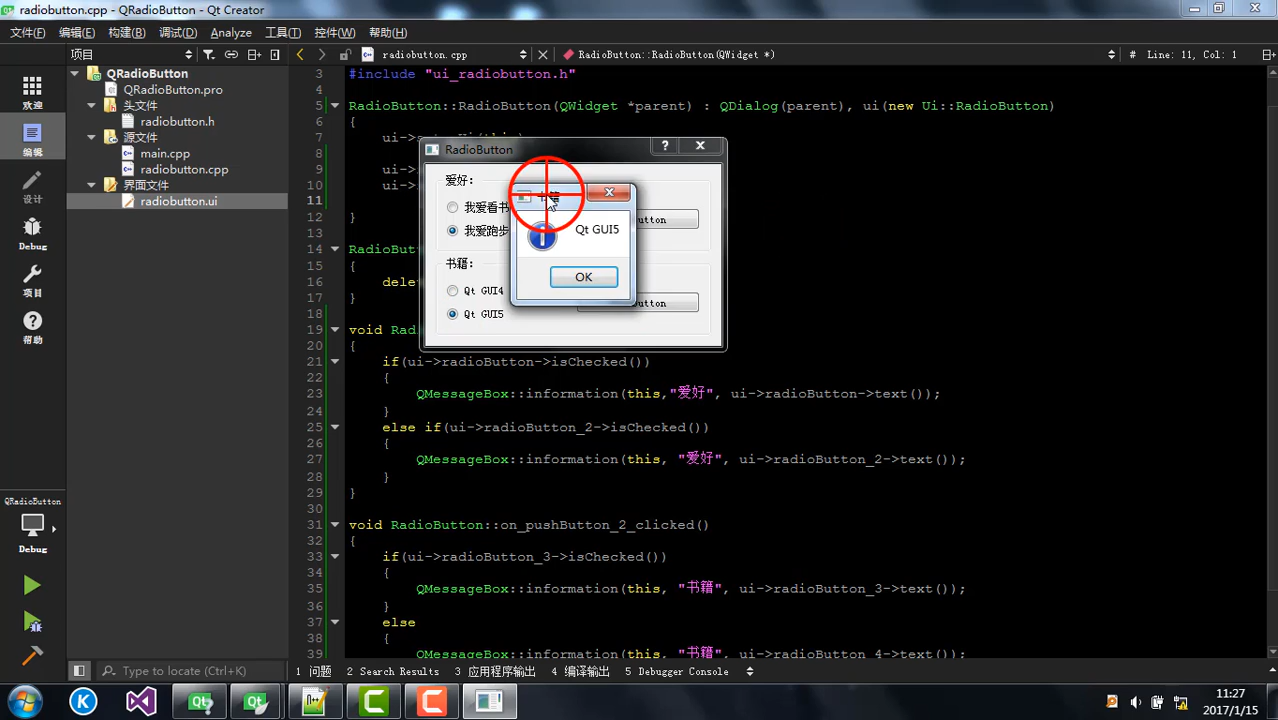 radiobutton.cpp - QRadioButton - Qt Creator
文件(F) 编辑(E) 构建(B) 调试(D) Analyze 工具(T) 控件(W) 帮助(H)
项目
radiobutton.cpp
RadioButton::RadioButton(QWidget *)
# Line: 11, Col: 1
欢迎
编辑
设计
Debug
项目
帮助
QRadioButton
QRadioButton.pro
头文件
radiobutton.h
源文件
main.cpp
radiobutton.cpp
界面文件
radiobutton.ui
3 #include "ui_radiobutton.h"
4
5 RadioButton::RadioButton(QWidget *parent) : QDialog(parent), ui(new Ui::RadioButton)
6 {
7 ui->
8
9 ui->
10 ui->
11
12 }
13
14 RadioB
15 {
16 delet
17 }
18
19 void Rad
20 {
21 if(ui->radioButton->isChecked())
22 {
23 QMessageBox::information(this,"爱好", ui->radioButton->text());
24 }
25 else if(ui->radioButton_2->isChecked())
26 {
27 QMessageBox::information(this, "爱好", ui->radioButton_2->text());
28 }
29 }
30
31 void RadioButton::on_pushButton_2_clicked()
32 {
33 if(ui->radioButton_3->isChecked())
34 {
35 QMessageBox::information(this, "书籍", ui->radioButton_3->text());
36 }
37 else
38 {
39 QMessageBox::information(this, "书籍", ui->radioButton_4->text());
RadioButton
?
爱好:
我爱看书
我爱跑步
utton
书籍:
Qt GUI4
Qt GUI5
utton
书籍
Qt GUI5
OK
QRadioButton
Debug
Type to locate (Ctrl+K)
1 问题 2 Search Results 3 应用程序输出 4 编译输出 5 Debugger Console
11:27
2017/1/15